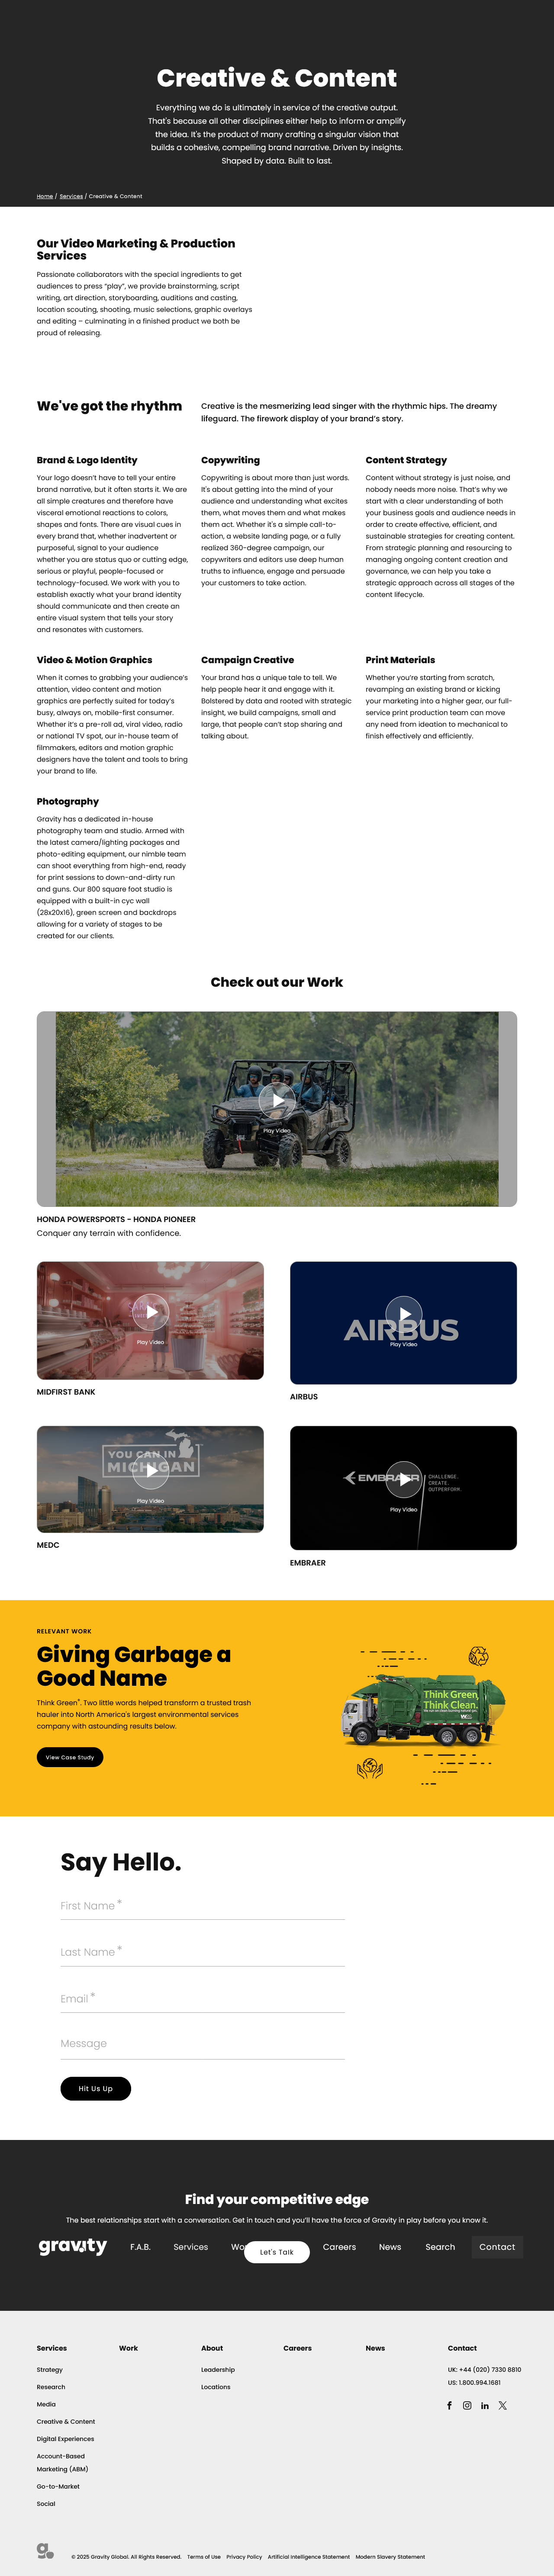 Creative & Content
Everything we do is ultimately in service of the creative output.
That's because all other disciplines either help to inform or amplify
the idea. It's the product of many crafting a singular vision that
builds a cohesive, compelling brand narrative. Driven by insights.
Shaped by data. Built to last.
Home / Services / Creative & Content
Our Video Marketing & Production
Services
Passionate collaborators with the special ingredients to get
audiences to press “play”, we provide brainstorming, script
writing, art direction, storyboarding, auditions and casting,
location scouting, shooting, music selections, graphic overlays
and editing – culminating in a finished product we both be
proud of releasing.
We've got the rhythm
Creative is the mesmerizing lead singer with the rhythmic hips. The dreamy
lifeguard. The firework display of your brand’s story.
Brand & Logo Identity
Your logo doesn’t have to tell your entire
brand narrative, but it often starts it. We are
all simple creatures and therefore have
visceral emotional reactions to colors,
shapes and fonts. There are visual cues in
every brand that, whether inadvertent or
purposeful, signal to your audience
whether you are status quo or cutting edge,
serious or playful, people-focused or
technology-focused. We work with you to
establish exactly what your brand identity
should communicate and then create an
entire visual system that tells your story
and resonates with customers.
Copywriting
Copywriting is about more than just words.
It's about getting into the mind of your
audience and understanding what excites
them, what moves them and what makes
them act. Whether it's a simple call-to-
action, a website landing page, or a fully
realized 360-degree campaign, our
copywriters and editors use deep human
truths to influence, engage and persuade
your customers to take action.
Content Strategy
Content without strategy is just noise, and
nobody needs more noise. That’s why we
start with a clear understanding of both
your business goals and audience needs in
order to create effective, efficient, and
sustainable strategies for creating content.
From strategic planning and resourcing to
managing ongoing content creation and
governance, we can help you take a
strategic approach across all stages of the
content lifecycle.
Video & Motion Graphics
When it comes to grabbing your audience’s
attention, video content and motion
graphics are perfectly suited for today’s
busy, always on, mobile-first consumer.
Whether it’s a pre-roll ad, viral video, radio
or national TV spot, our in-house team of
filmmakers, editors and motion graphic
designers have the talent and tools to bring
your brand to life.
Campaign Creative
Your brand has a unique tale to tell. We
help people hear it and engage with it.
Bolstered by data and rooted with strategic
insight, we build campaigns, small and
large, that people can’t stop sharing and
talking about.
Print Materials
Whether you’re starting from scratch,
revamping an existing brand or kicking
your marketing into a higher gear, our full-
service print production team can move
any need from ideation to mechanical to
finish effectively and efficiently.
Photography
Gravity has a dedicated in-house
photography team and studio. Armed with
the latest camera/lighting packages and
photo-editing equipment, our nimble team
can shoot everything from high-end, ready
for print sessions to down-and-dirty run
and guns. Our 800 square foot studio is
equipped with a built-in cyc wall
(28x20x16), green screen and backdrops
allowing for a variety of stages to be
created for our clients.
Check out our Work
Play Video
HONDA POWERSPORTS - HONDA PIONEER
Conquer any terrain with confidence.
Play Video
MIDFIRST BANK
AIRBUS
Play Video
AIRBUS
YOU CAN IN
MICHIGAN
Play Video
MEDC
EMBRAER
CHALLENGE.
CREATE.
OUTPERFORM.
Play Video
EMBRAER
RELEVANT WORK
Giving Garbage a
Good Name
Think Green®. Two little words helped transform a trusted trash
hauler into North America's largest environmental services
company with astounding results below.
View Case Study
Think Green.
Think Clean.
Say Hello.
First Name *
Last Name *
Email *
Message
Hit Us Up
Find your competitive edge
The best relationships start with a conversation. Get in touch and you’ll have the force of Gravity in play before you know it.
gravity F.A.B. Services Let's Talk Careers News Search Contact
Services
Strategy
Research
Media
Creative & Content
Digital Experiences
Account-Based
Marketing (ABM)
Go-to-Market
Social
Work
About
Leadership
Locations
Careers
News
Contact
UK: +44 (020) 7330 8810
US: 1.800.994.1681
© 2025 Gravity Global. All Rights Reserved. Terms of Use Privacy Policy Artificial Intelligence Statement Modern Slavery Statement